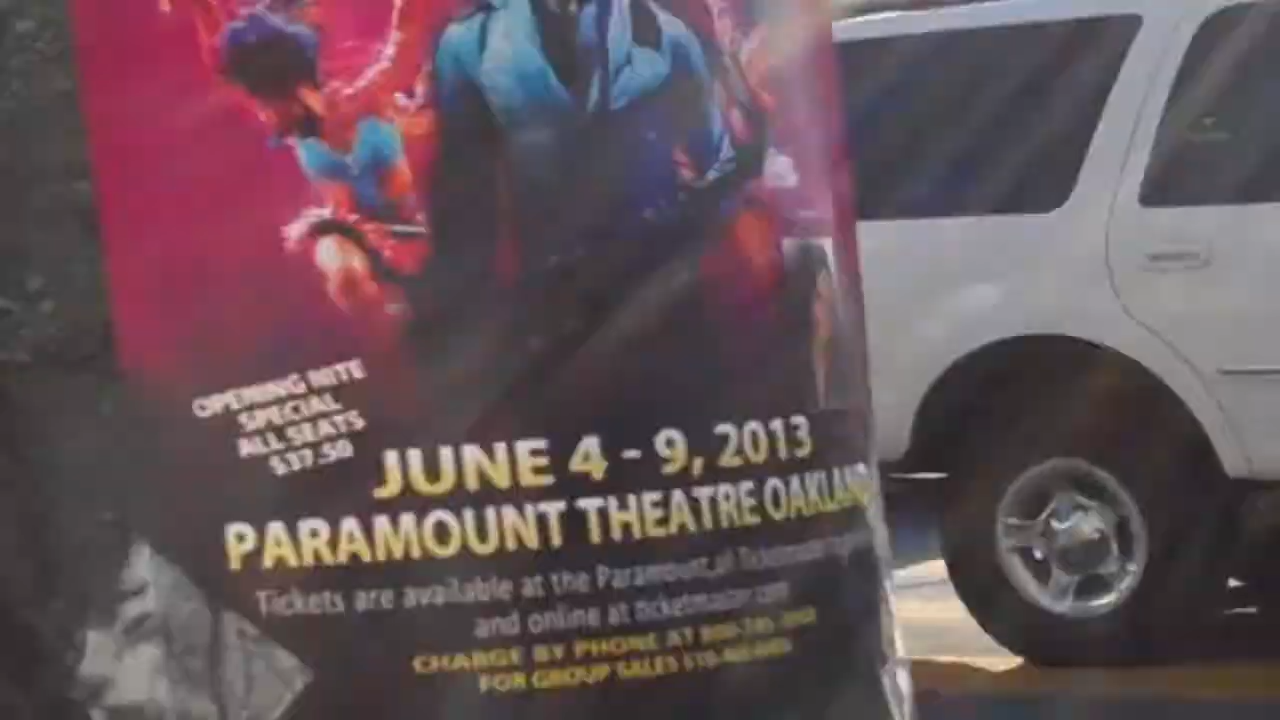 OPENING NITE
SPECIAL
ALL SEATS
$37.50
JUNE 4 - 9, 2013
PARAMOUNT THEATRE OAKLAND
Tickets are available at the Paramount, at
and online at ticketmaster.com
CHARGE BY PHONE AT
FOR GROUP SALES